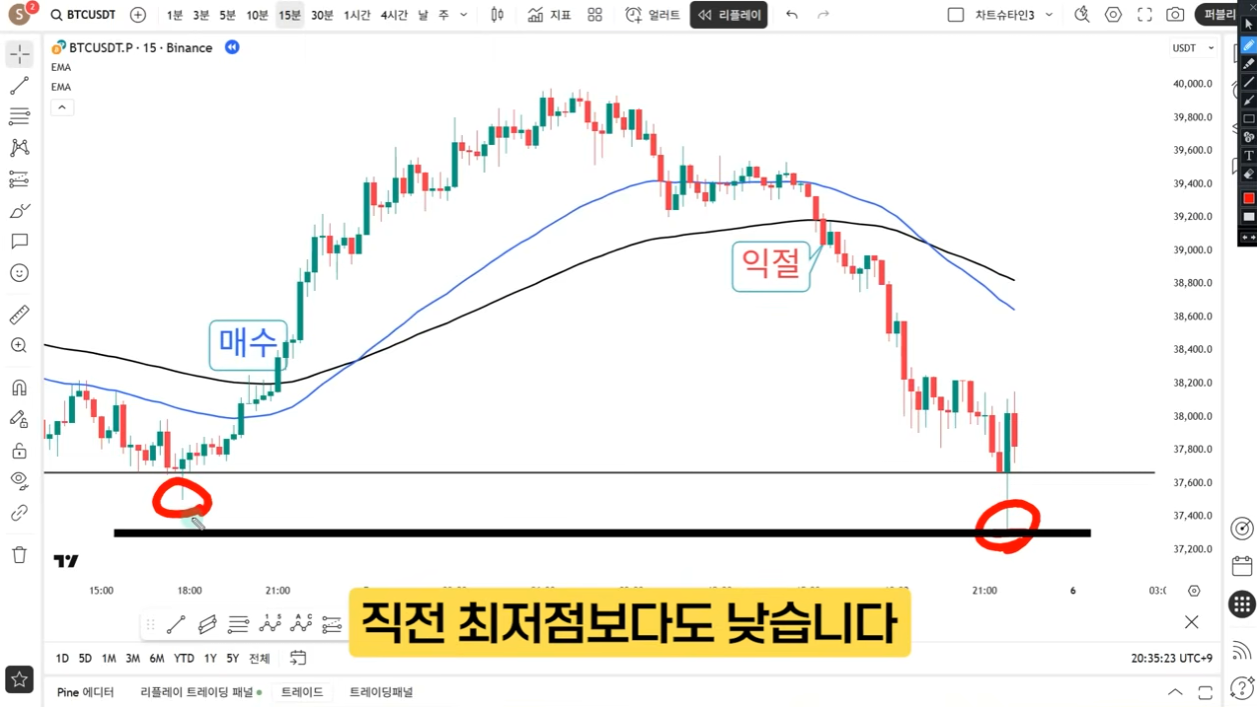 S 2 BTCUSDT 1분 3분 5분 10분 15분 30분 1시간 4시간 날 주 지표 얼러트 리플레이 차트슈타인3 퍼블리
BTCUSDT.P · 15 · Binance
USDT
EMA
EMA
40,000.0
39,800.0
39,600.0
39,400.0
39,200.0
39,000.0
38,800.0
38,600.0
38,400.0
38,200.0
38,000.0
37,800.0
37,600.0
37,400.0
37,200.0
익절
매수
15:00 18:00 21:00 21:00 6 03:(
직전 최저점보다도 낮습니다
1D 5D 1M 3M 6M YTD 1Y 5Y 전체
20:35:23 UTC+9
Pine 에디터 리플레이 트레이딩 패널 트레이드 트레이딩패널